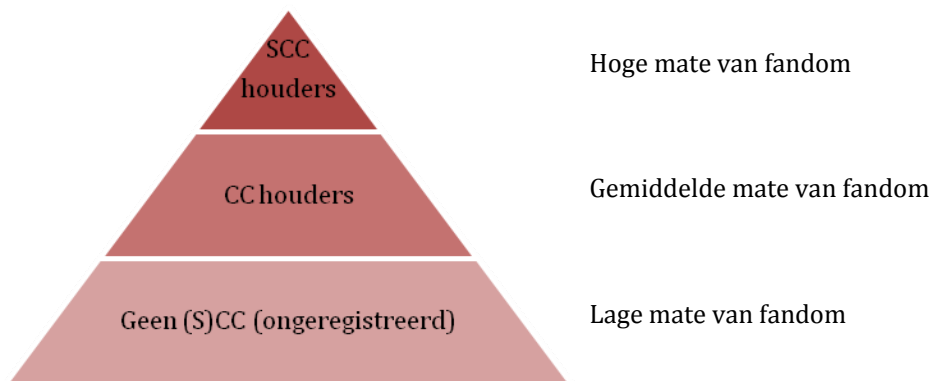 SCC
houders
Hoge mate van fandom
CC houders
Gemiddelde mate van fandom
Geen (S)CC (ongeregistreerd)
Lage mate van fandom